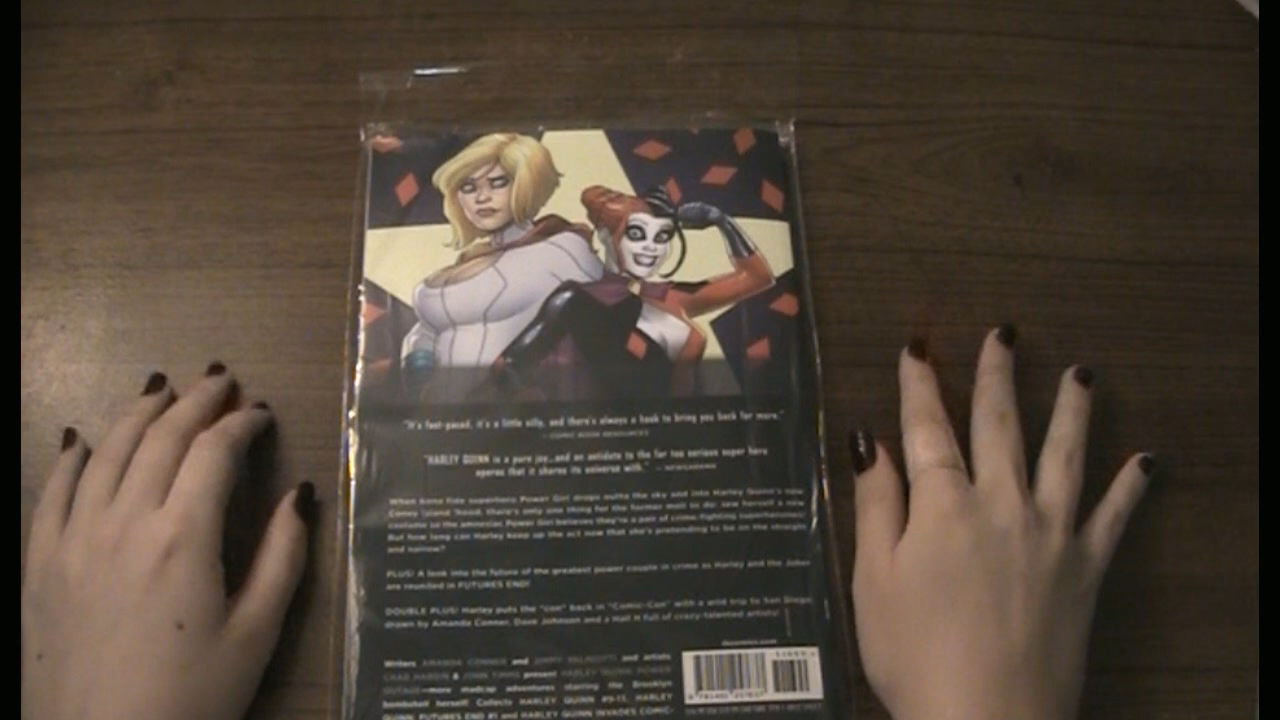 "It's fast-paced, it's a little silly, and there's always a hook to bring you back for more."
– COMIC BOOK RESOURCES
"HARLEY QUINN is a pure joy...and an antidote to the far too serious super hero
operas that it shares its universe with." – NEWSARAMA
When bona fide superhero Power Girl drops outta the sky and into Harley Quinn's new
Coney Island 'hood, there's only one thing for the former moll to do: sew herself a new
costume so the amnesiac Power Girl believes they're a pair of crime-fighting superheroines!
But how long can Harley keep up the act now that she's pretending to be on the straight
and narrow?
PLUS! A look into the future of the greatest power couple in crime as Harley and the Joker
are reunited in FUTURES END!
DOUBLE PLUS! Harley puts the "con" back in "Comic-Con" with a wild trip to San Diego,
drawn by Amanda Conner, Dave Johnson and a Hall H full of crazy-talented artists!
dccomics.com
Writers AMANDA CONNER and JIMMY PALMIOTTI and artists
CHAD HARDIN & JOHN TIMMS present HARLEY QUINN: POWER
OUTAGE—more madcap adventures starring the Brooklyn
bombshell herself! Collects HARLEY QUINN #9-13, HARLEY
QUINN: FUTURES END #1 and HARLEY QUINN INVADES COMIC-